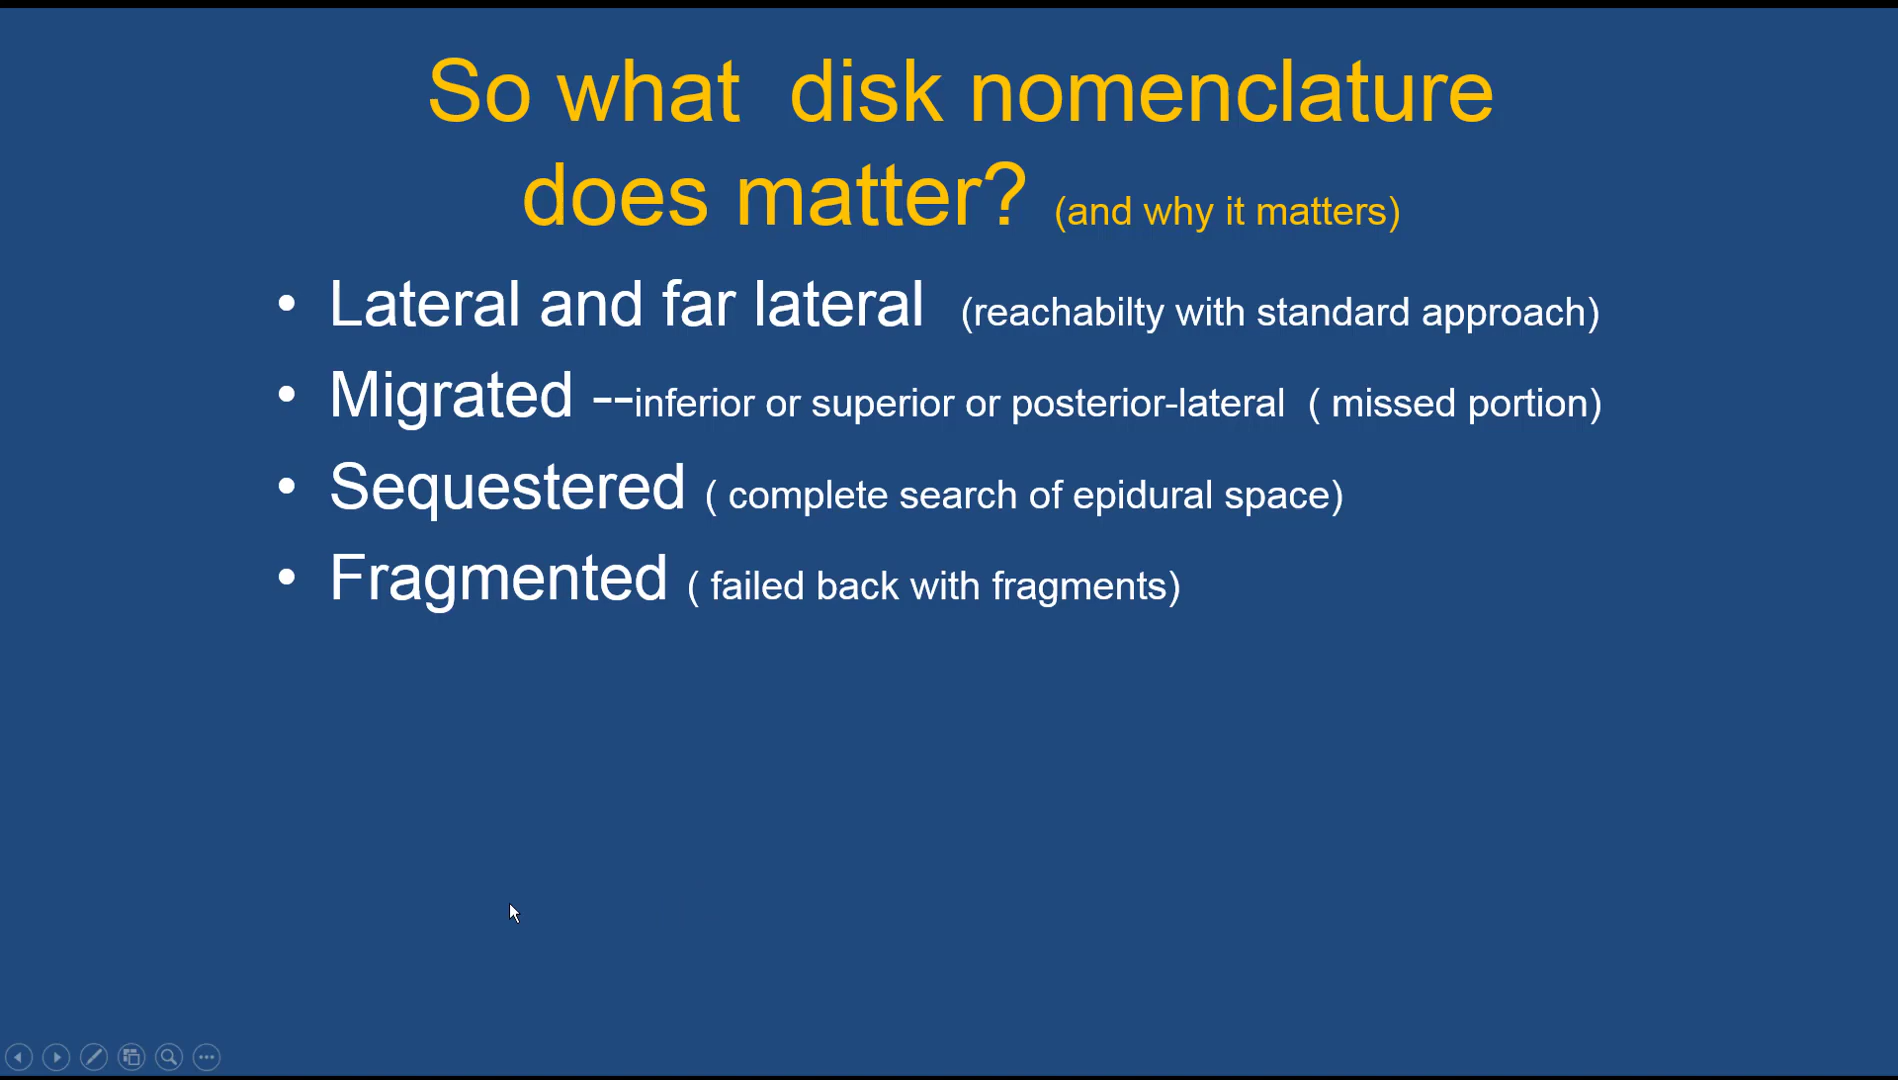 So what  disk nomenclature
does matter? (and why it matters)
• Lateral and far lateral  (reachabilty with standard approach)
• Migrated --inferior or superior or posterior-lateral  ( missed portion)
• Sequestered ( complete search of epidural space)
• Fragmented ( failed back with fragments)